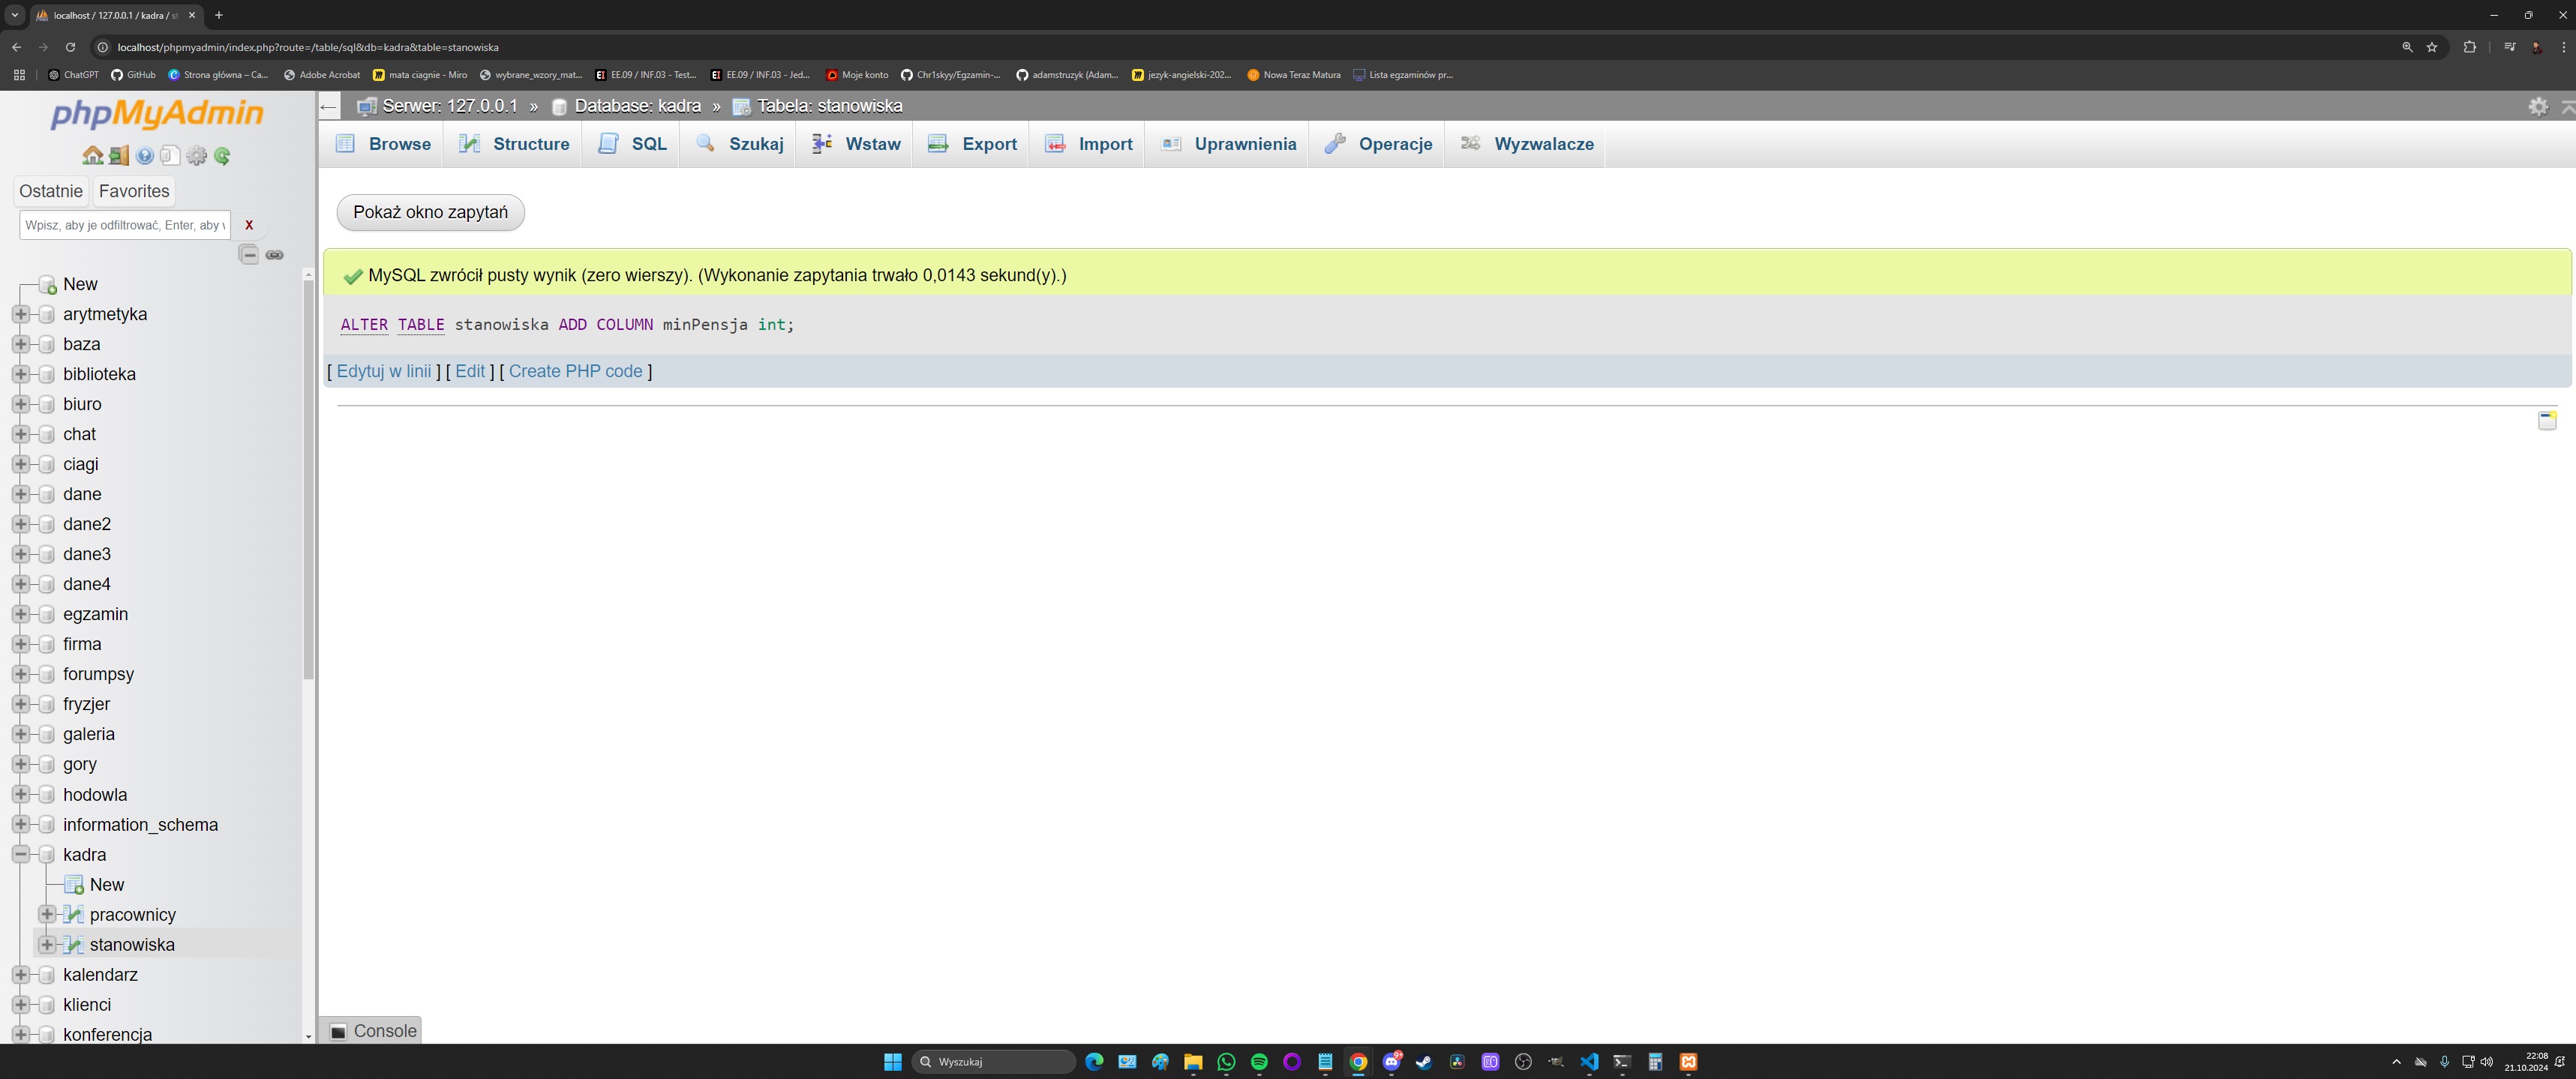 localhost / 127.0.0.1 / kadra / s
localhost/phpmyadmin/index.php?route=/table/sql&db=kadra&table=stanowiska
ChatGPT GitHub Strona główna – Ca... Adobe Acrobat mata ciagnie - Miro wybrane_wzory_mat... EE.09 / INF.03 - Test... EE.09 / INF.03 - Jed... Moje konto Chr1skyy/Egzamin-... adamstruzyk (Adam... jezyk-angielski-202... Nowa Teraz Matura Lista egzaminów pr...
phpMyAdmin
Ostatnie Favorites
Wpisz, aby je odfiltrować, Enter, aby w X
New
arytmetyka
baza
biblioteka
biuro
chat
ciagi
dane
dane2
dane3
dane4
egzamin
firma
forumpsy
fryzjer
galeria
gory
hodowla
information_schema
kadra
New
pracownicy
stanowiska
kalendarz
klienci
konferencja
Serwer: 127.0.0.1 » Database: kadra » Tabela: stanowiska
Browse Structure SQL Szukaj Wstaw Export Import Uprawnienia Operacje Wyzwalacze
Pokaż okno zapytań
MySQL zwrócił pusty wynik (zero wierszy). (Wykonanie zapytania trwało 0,0143 sekund(y).)
ALTER TABLE stanowiska ADD COLUMN minPensja int;
[ Edytuj w linii ] [ Edit ] [ Create PHP code ]
Console
Wyszukaj
22:08
21.10.2024